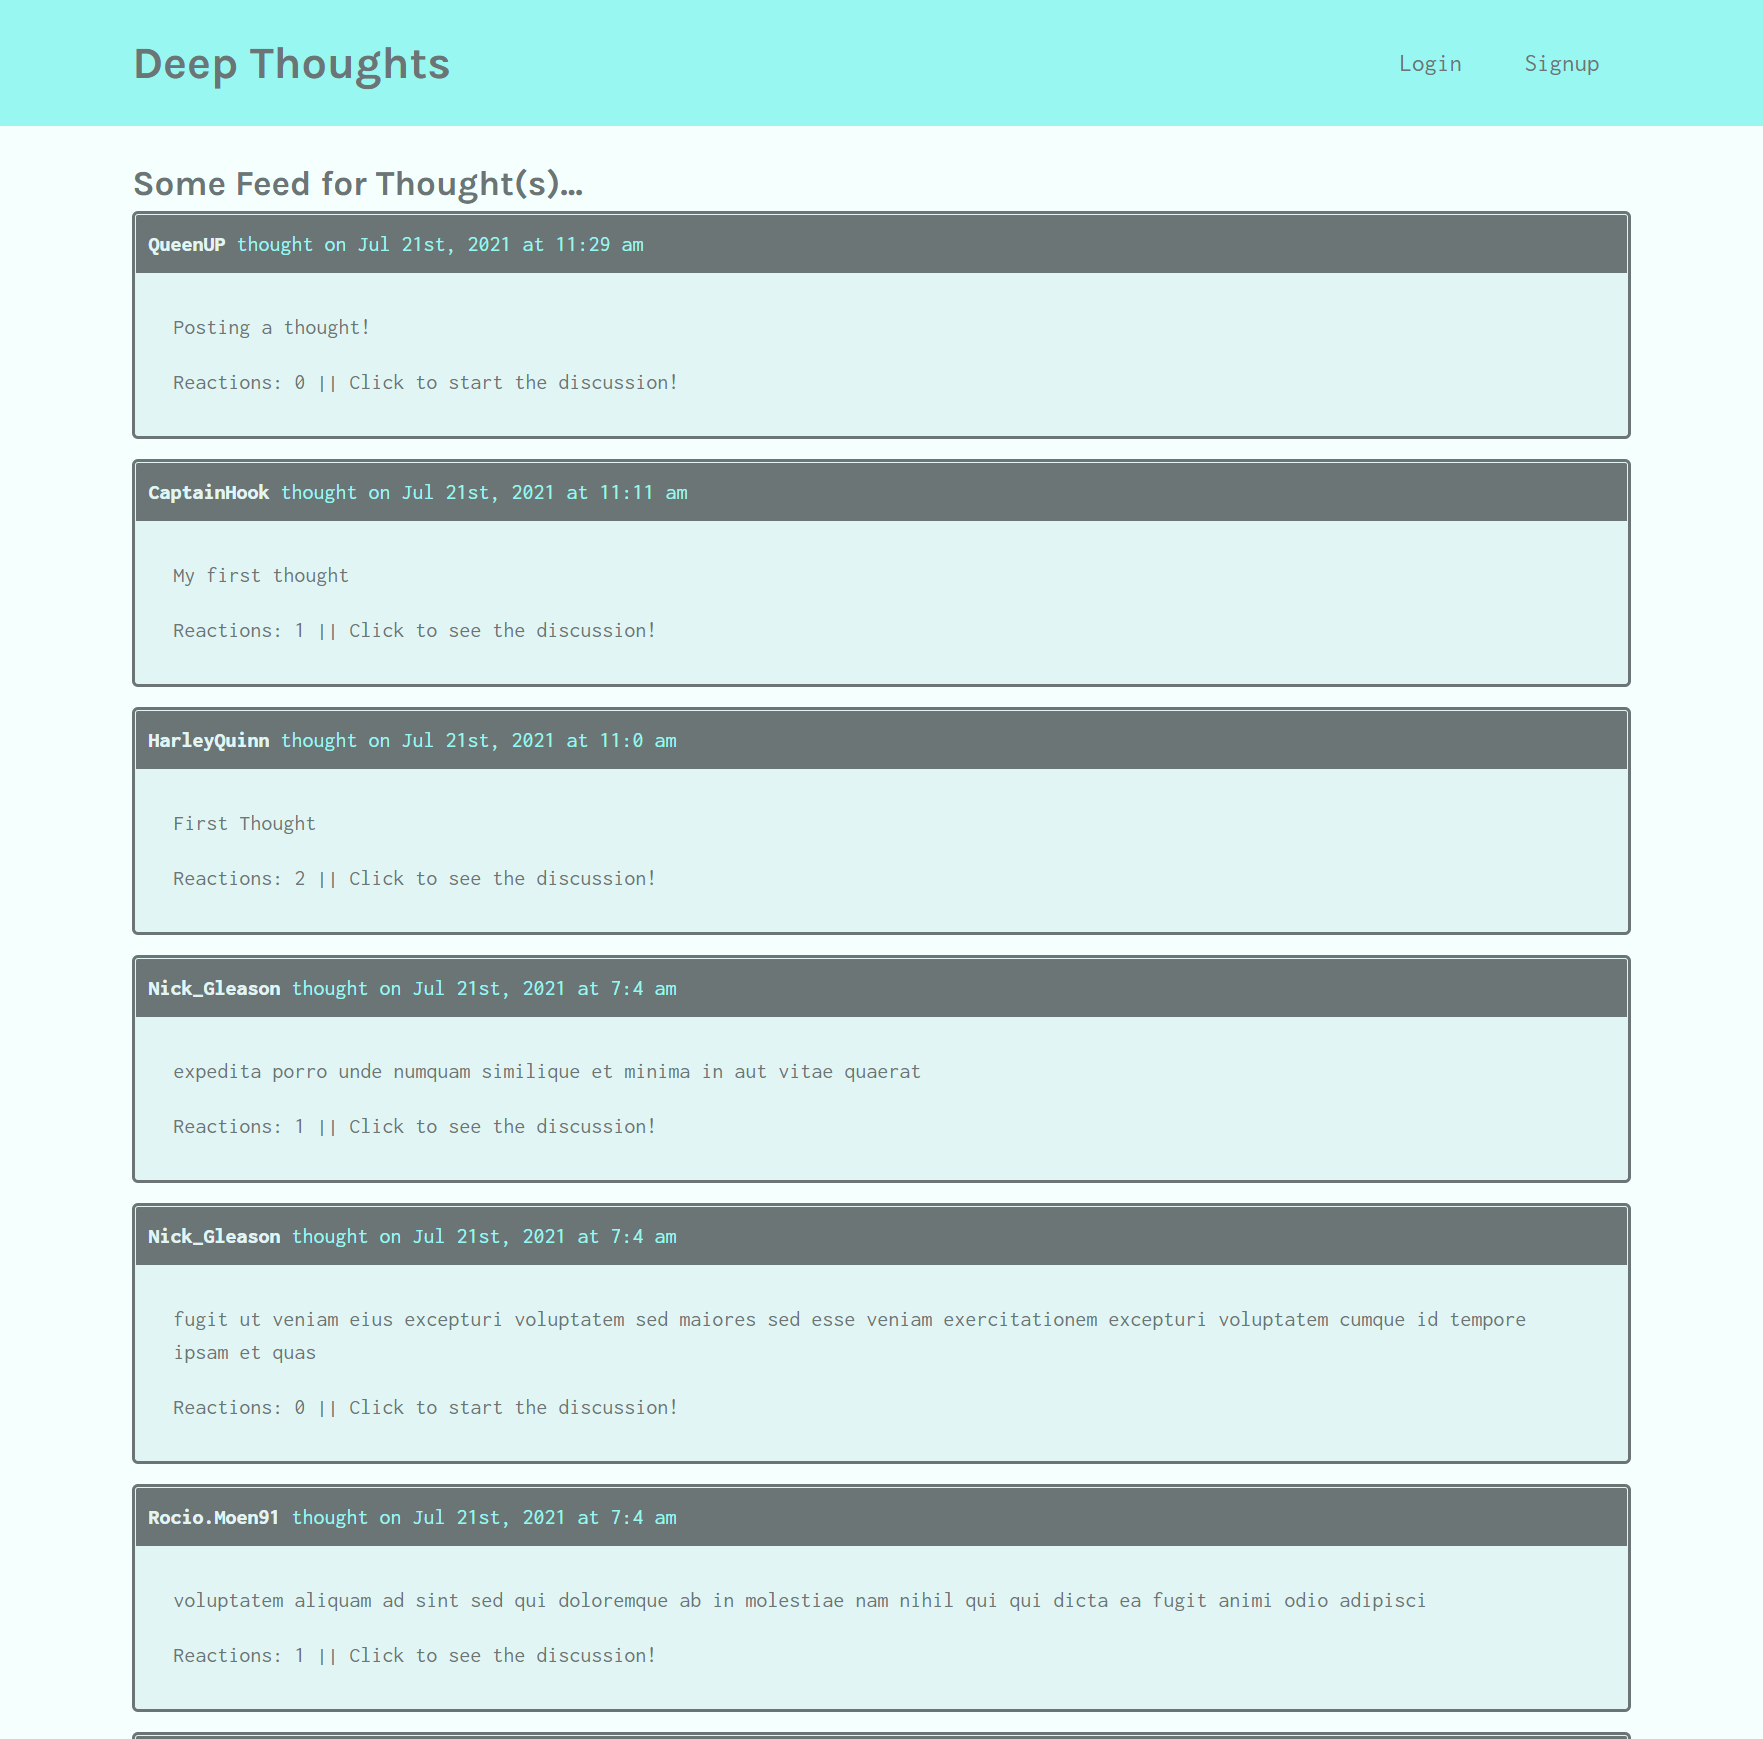 Deep Thoughts
Login Signup
Some Feed for Thought(s)...
QueenUP thought on Jul 21st, 2021 at 11:29 am
Posting a thought!
Reactions: 0 || Click to start the discussion!
CaptainHook thought on Jul 21st, 2021 at 11:11 am
My first thought
Reactions: 1 || Click to see the discussion!
HarleyQuinn thought on Jul 21st, 2021 at 11:0 am
First Thought
Reactions: 2 || Click to see the discussion!
Nick_Gleason thought on Jul 21st, 2021 at 7:4 am
expedita porro unde numquam similique et minima in aut vitae quaerat
Reactions: 1 || Click to see the discussion!
Nick_Gleason thought on Jul 21st, 2021 at 7:4 am
fugit ut veniam eius excepturi voluptatem sed maiores sed esse veniam exercitationem excepturi voluptatem cumque id tempore
ipsam et quas
Reactions: 0 || Click to start the discussion!
Rocio.Moen91 thought on Jul 21st, 2021 at 7:4 am
voluptatem aliquam ad sint sed qui doloremque ab in molestiae nam nihil qui qui dicta ea fugit animi odio adipisci
Reactions: 1 || Click to see the discussion!